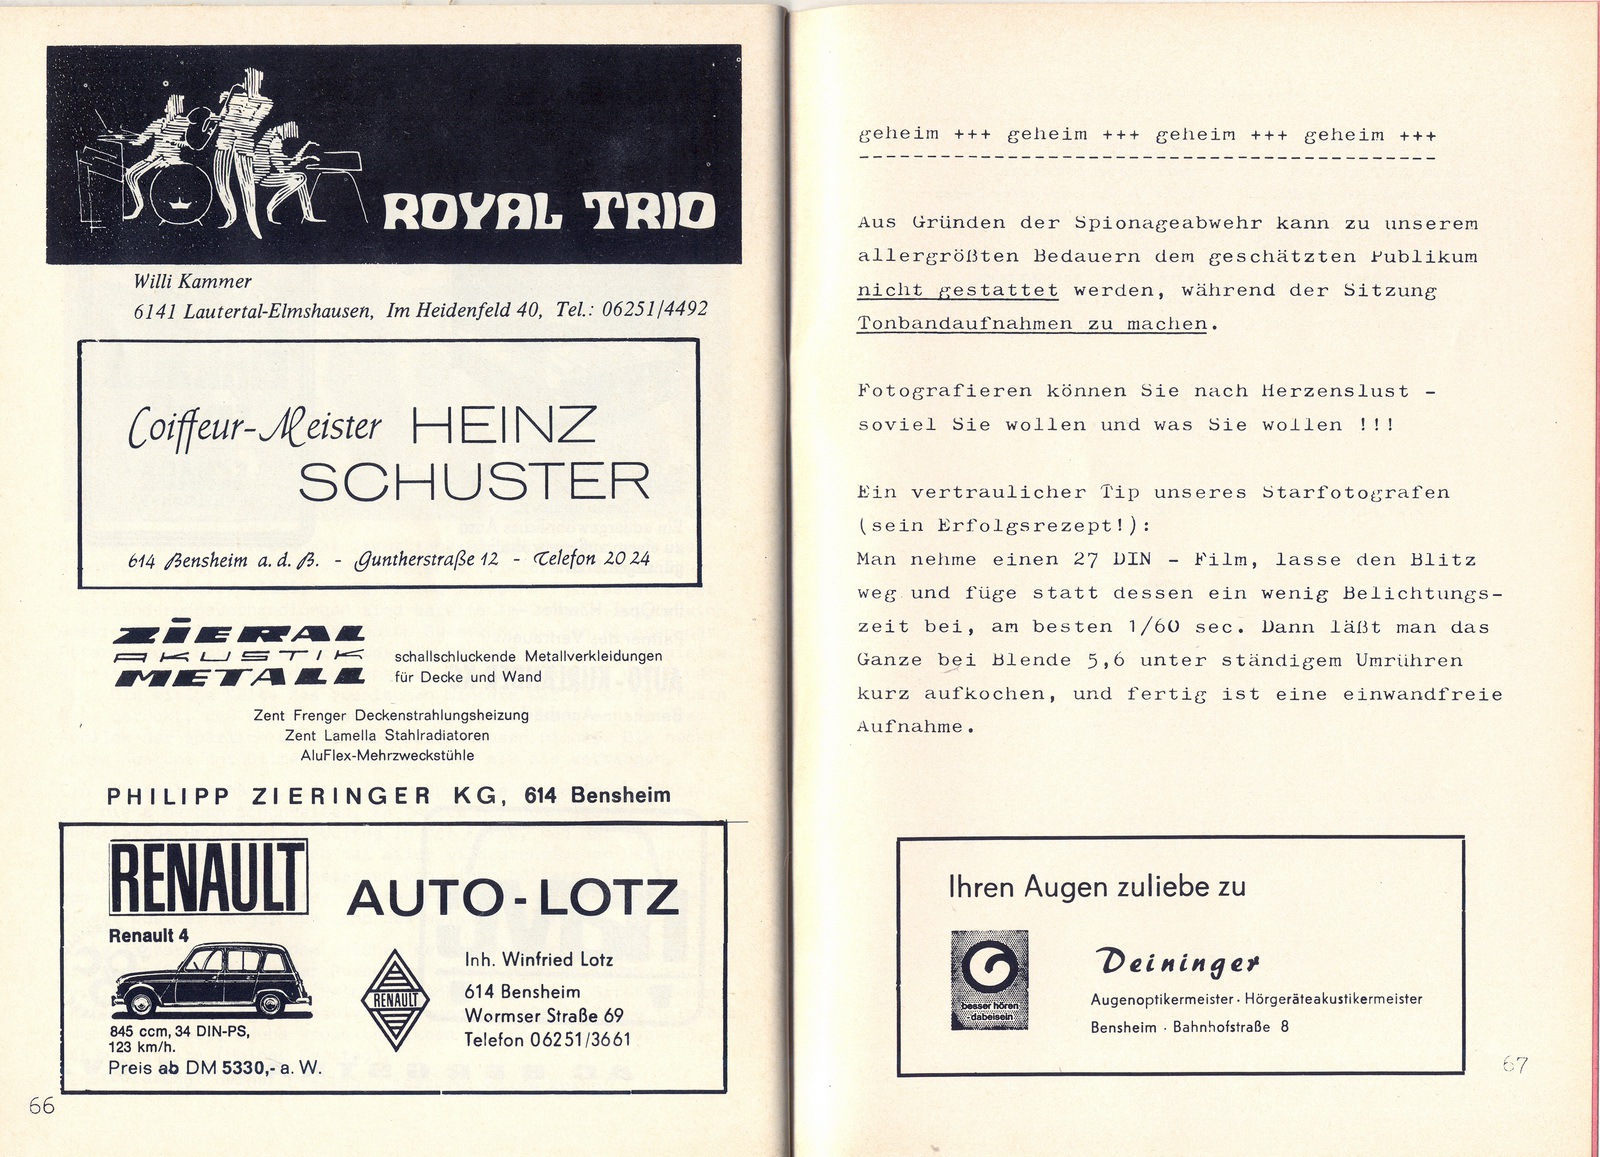 ROYAL TRIO
Willi Kammer
6141 Lautertal-Elmshausen, Im Heidenfeld 40, Tel.: 06251/4492
Coiffeur-Meister HEINZ
SCHUSTER
614 Bensheim a. d. B. - Guntherstraße 12 - Telefon 20 24
ZIERAL
AKUSTIK
METALL
schallschluckende Metallverkleidungen
für Decke und Wand
Zent Frenger Deckenstrahlungsheizung
Zent Lamella Stahlradiatoren
AluFlex-Mehrzweckstühle
PHILIPP ZIERINGER KG, 614 Bensheim
RENAULT
AUTO-LOTZ
Renault 4
845 ccm, 34 DIN-PS,
123 km/h.
Preis ab DM 5330,- a. W.
RENAULT
Inh. Winfried Lotz
614 Bensheim
Wormser Straße 69
Telefon 06251/3661
66
geheim +++ geheim +++ geheim +++ geheim +++
Aus Gründen der Spionageabwehr kann zu unserem
allergrößten Bedauern dem geschätzten Publikum
nicht gestattet werden, während der Sitzung
Tonbandaufnahmen zu machen.
Fotografieren können Sie nach Herzenslust -
soviel Sie wollen und was Sie wollen !!!
Ein vertraulicher Tip unseres Starfotografen
(sein Erfolgsrezept!):
Man nehme einen 27 DIN - Film, lasse den Blitz
weg und füge statt dessen ein wenig Belichtungs-
zeit bei, am besten 1/60 sec. Dann läßt man das
Ganze bei Blende 5,6 unter ständigem Umrühren
kurz aufkochen, und fertig ist eine einwandfreie
Aufnahme.
Ihren Augen zuliebe zu
besser hören
-dabeisein
Deininger
Augenoptikermeister · Hörgeräteakustikermeister
Bensheim · Bahnhofstraße 8
67